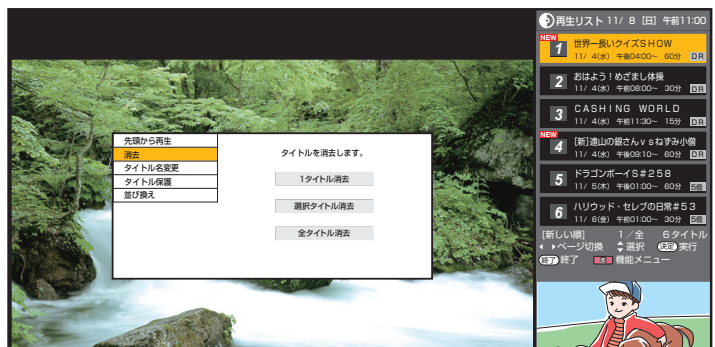 再生リスト 11/ 8 [日] 午前11:00
NEW
1 世界一長いクイズSHOW
11/ 4(水) 午後04:00～ 60分 DR
2 おはよう！めざまし体操
11/ 4(水) 午前08:00～ 30分 DR
3 CASHING WORLD
11/ 4(水) 午前11:30～ 15分 DR
NEW
4 [新]遠山の銀さんvsねずみ小僧
11/ 4(水) 午後09:10～ 60分 DR
5 ドラゴンボーイS#258
11/ 5(木) 午後01:00～ 60分 5倍
6 ハリウッド・セレブの日常#53
11/ 6(金) 午前01:00～ 30分 5倍
[新しい順] 1／全 6タイトル
ページ切換 選択 決定 実行
終了 終了 赤 機能メニュー
先頭から再生
消去
タイトル名変更
タイトル保護
並び換え
タイトルを消去します。
1タイトル消去
選択タイトル消去
全タイトル消去